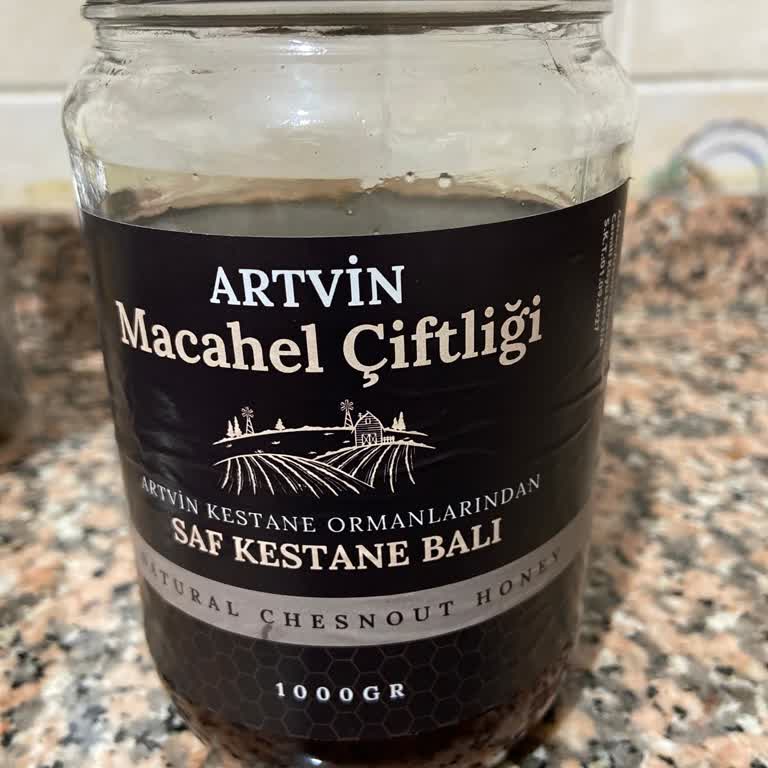 ARTVİN
Macahel Çiftliği
ARTVİN KESTANE ORMANLARINDAN
SAF KESTANE BALI
NATURAL CHESNOUT HONEY
1000GR